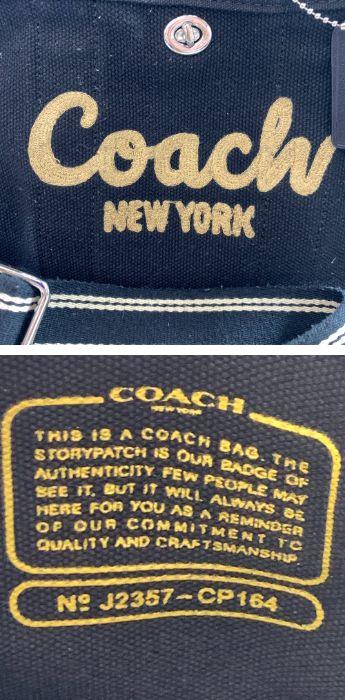 Coach
NEW YORK
COACH
NEW YORK
THIS IS A COACH BAG. THE
STORYPATCH IS OUR BADGE OF
AUTHENTICITY FEW PEOPLE MAY
SEE IT, BUT IT WILL ALWAYS BE
HERE FOR YOU AS A REMINDER
OF OUR COMMITMENT TO
QUALITY AND CRAFTSMANSHIP.
Nº J2357-CP164